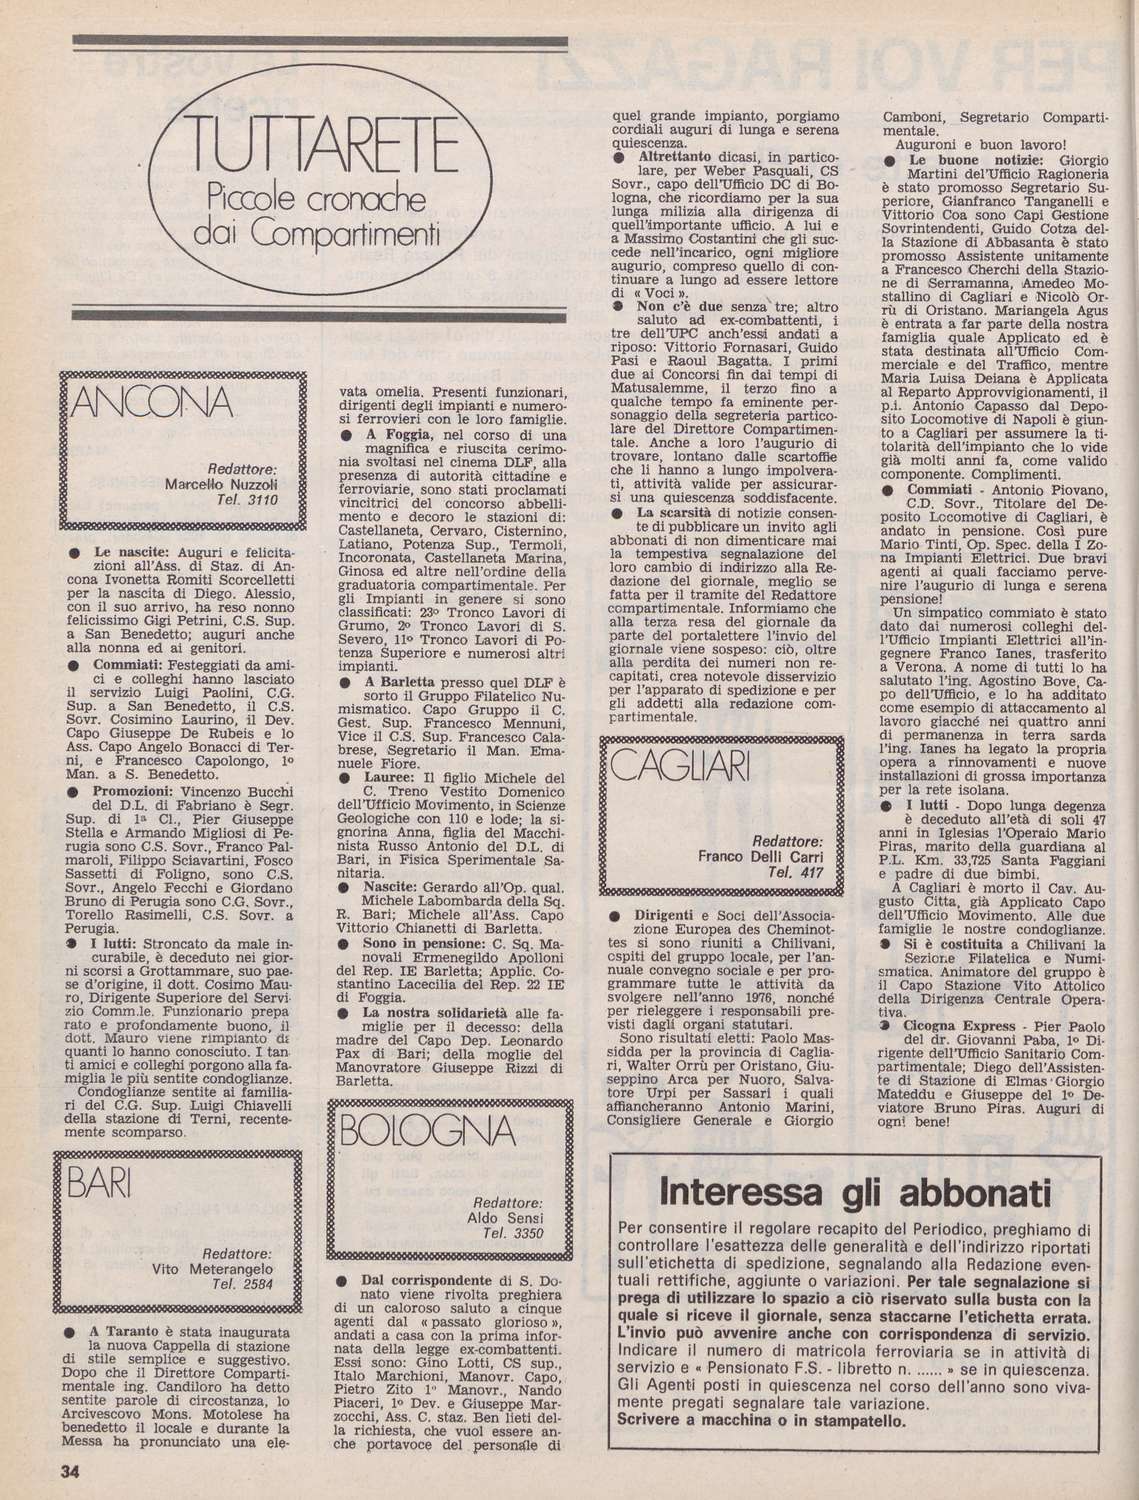 TUTTARETE
Piccole cronache
dai Compartimenti
ANCONA
Redattore:
Marcello Nuzzoli
Tel. 3110
● Le nascite: Auguri e felicita-
zioni all'Ass. di Staz. di An-
cona Ivonetta Romiti Scorcelletti
per la nascita di Diego. Alessio,
con il suo arrivo, ha reso nonno
felicissimo Gigi Petrini, C.S. Sup.
a San Benedetto; auguri anche
alla nonna ed ai genitori.
● Commiati: Festeggiati da ami-
ci e colleghi hanno lasciato
il servizio Luigi Paolini, C.G.
Sup. a San Benedetto, il C.S.
Sovr. Cosimino Laurino, il Dev.
Capo Giuseppe De Rubeis e lo
Ass. Capo Angelo Bonacci di Ter-
ni, e Francesco Capolongo, 1º
Man. a S. Benedetto.
● Promozioni: Vincenzo Bucchi
del D.L. di Fabriano è Segr.
Sup. di 1ª Cl., Pier Giuseppe
Stella e Armando Migliosi di Pe-
rugia sono C.S. Sovr., Franco Pal-
maroli, Filippo Sciavartini, Fosco
Sassetti di Foligno, sono C.S.
Sovr., Angelo Fecchi e Giordano
Bruno di Perugia sono C.G. Sovr.,
Torello Rasimelli, C.S. Sovr. a
Perugia.
● I lutti: Stroncato da male in-
curabile, è deceduto nei gior-
ni scorsi a Grottammare, suo pae-
se d'origine, il dott. Cosimo Mau-
ro, Dirigente Superiore del Servi-
zio Comm.le. Funzionario prepa
rato e profondamente buono, il
dott. Mauro viene rimpianto da
quanti lo hanno conosciuto. I tan
ti amici e colleghi porgono alla fa-
miglia le più sentite condoglianze.
Condoglianze sentite ai familia-
ri del C.G. Sup. Luigi Chiavelli
della stazione di Terni, recente-
mente scomparso.
BARI
Redattore:
Vito Meterangelo
Tel. 2584
● A Taranto è stata inaugurata
la nuova Cappella di stazione
di stile semplice e suggestivo.
Dopo che il Direttore Comparti-
mentale ing. Candiloro ha detto
sentite parole di circostanza, lo
Arcivescovo Mons. Motolese ha
benedetto il locale e durante la
Messa ha pronunciato una ele-
vata omelia. Presenti funzionari,
dirigenti degli impianti e numero-
si ferrovieri con le loro famiglie.
● A Foggia, nel corso di una
magnifica e riuscita cerimo-
nia svoltasi nel cinema DLF, alla
presenza di autorità cittadine e
ferroviarie, sono stati proclamati
vincitrici del concorso abbelli-
mento e decoro le stazioni di:
Castellaneta, Cervaro, Cisternino,
Latiano, Potenza Sup., Termoli,
Incoronata, Castellaneta Marina,
Ginosa ed altre nell'ordine della
graduatoria compartimentale. Per
gli Impianti in genere si sono
classificati: 23º Tronco Lavori di
Grumo, 2º Tronco Lavori di S.
Severo, 11º Tronco Lavori di Po-
tenza Superiore e numerosi altri
impianti.
● A Barletta presso quel DLF è
sorto il Gruppo Filatelico Nu-
mismatico. Capo Gruppo il C.
Gest. Sup. Francesco Mennuni,
Vice il C.S. Sup. Francesco Cala-
brese, Segretario il Man. Ema-
nuele Fiore.
● Lauree: Il figlio Michele del
C. Treno Vestito Domenico
dell'Ufficio Movimento, in Scienze
Geologiche con 110 e lode; la si-
gnorina Anna, figlia del Macchi-
nista Russo Antonio del D.L. di
Bari, in Fisica Sperimentale Sa-
nitaria.
● Nascite: Gerardo all'Op. qual.
Michele Labombarda della Sq.
R. Bari; Michele all'Ass. Capo
Vittorio Chianetti di Barletta.
● Sono in pensione: C. Sq. Ma-
novali Ermenegildo Apolloni
del Rep. IE Barletta; Applic. Co-
stantino Lacecilia del Rep. 22 IE
di Foggia.
● La nostra solidarietà alle fa-
miglie per il decesso: della
madre del Capo Dep. Leonardo
Pax di Bari; della moglie del
Manovratore Giuseppe Rizzi di
Barletta.
BOLOGNA
Redattore:
Aldo Sensi
Tel. 3350
● Dal corrispondente di S. Do-
nato viene rivolta preghiera
di un caloroso saluto a cinque
agenti dal « passato glorioso »,
andati a casa con la prima infor-
nata della legge ex-combattenti.
Essi sono: Gino Lotti, CS sup.,
Italo Marchioni, Manovr. Capo,
Pietro Zito 1º Manovr., Nando
Piaceri, 1º Dev. e Giuseppe Mar-
zocchi, Ass. C. staz. Ben lieti del-
la richiesta, che vuol essere an-
che portavoce del personale di
quel grande impianto, porgiamo
cordiali auguri di lunga e serena
quiescenza.
● Altrettanto dicasi, in partico-
lare, per Weber Pasquali, CS
Sovr., capo dell'Ufficio DC di Bo-
logna, che ricordiamo per la sua
lunga milizia alla dirigenza di
quell'importante ufficio. A lui e
a Massimo Costantini che gli suc-
cede nell'incarico, ogni migliore
augurio, compreso quello di con-
tinuare a lungo ad essere lettore
di « Voci ».
● Non c'è due senza tre; altro
saluto ad ex-combattenti, i
tre dell'UPC anch'essi andati a
riposo: Vittorio Fornasari, Guido
Pasi e Raoul Bagatta. I primi
due ai Concorsi fin dai tempi di
Matusalemme, il terzo fino a
qualche tempo fa eminente per-
sonaggio della segreteria partico-
lare del Direttore Compartimen-
tale. Anche a loro l'augurio di
trovare, lontano dalle scartoffie
che li hanno a lungo impolvera-
ti, attività valide per assicurar-
si una quiescenza soddisfacente.
● La scarsità di notizie consen-
te di pubblicare un invito agli
abbonati di non dimenticare mai
la tempestiva segnalazione del
loro cambio di indirizzo alla Re-
dazione del giornale, meglio se
fatta per il tramite del Redattore
compartimentale. Informiamo che
alla terza resa del giornale da
parte del portalettere l'invio del
giornale viene sospeso: ciò, oltre
alla perdita dei numeri non re-
capitati, crea notevole disservizio
per l'apparato di spedizione e per
gli addetti alla redazione com-
partimentale.
CAGLIARI
Redattore:
Franco Delli Carri
Tel. 417
● Dirigenti e Soci dell'Associa-
zione Europea des Cheminot-
tes si sono riuniti a Chilivani,
ospiti del gruppo locale, per l'an-
nuale convegno sociale e per pro-
grammare tutte le attività da
svolgere nell'anno 1976, nonché
per rieleggere i responsabili pre-
visti dagli organi statutari.
Sono risultati eletti: Paolo Mas-
sidda per la provincia di Caglia-
ri, Walter Orrù per Oristano, Giu-
seppino Arca per Nuoro, Salva-
tore Urpi per Sassari i quali
affiancheranno Antonio Marini,
Consigliere Generale e Giorgio
Camboni, Segretario Comparti-
mentale.
Auguroni e buon lavoro!
● Le buone notizie: Giorgio
Martini del'Ufficio Ragioneria
è stato promosso Segretario Su-
periore, Gianfranco Tanganelli e
Vittorio Coa sono Capi Gestione
Sovrintendenti, Guido Cotza del-
la Stazione di Abbasanta è stato
promosso Assistente unitamente
a Francesco Cherchi della Stazio-
ne di Serramanna, Amedeo Mo-
stallino di Cagliari e Nicolò Or-
rù di Oristano. Mariangela Agus
è entrata a far parte della nostra
famiglia quale Applicato ed è
stata destinata all'Ufficio Com-
merciale e del Traffico, mentre
Maria Luisa Deiana è Applicata
al Reparto Approvvigionamenti, il
p.i. Antonio Capasso dal Depo-
sito Locomotive di Napoli è giun-
to a Cagliari per assumere la ti-
tolarità dell'impianto che lo vide
già molti anni fa, come valido
componente. Complimenti.
● Commiati - Antonio Piovano,
C.D. Sovr., Titolare del De-
posito Locomotive di Cagliari, è
andato in pensione. Così pure
Mario Tinti, Op. Spec. della I Zo-
na Impianti Elettrici. Due bravi
agenti ai quali facciamo perve-
nire l'augurio di lunga e serena
pensione!
Un simpatico commiato è stato
dato dai numerosi colleghi del-
l'Ufficio Impianti Elettrici all'in-
gegnere Franco Ianes, trasferito
a Verona. A nome di tutti lo ha
salutato l'ing. Agostino Bove, Ca-
po dell'Ufficio, e lo ha additato
come esempio di attaccamento al
lavoro giacché nei quattro anni
di permanenza in terra sarda
l'ing. Ianes ha legato la propria
opera a rinnovamenti e nuove
installazioni di grossa importanza
per la rete isolana.
● I lutti - Dopo lunga degenza
è deceduto all'età di soli 47
anni in Iglesias l'Operaio Mario
Piras, marito della guardiana al
P.L. Km. 33,725 Santa Faggiani
e padre di due bimbi.
A Cagliari è morto il Cav. Au-
gusto Citta, già Applicato Capo
dell'Ufficio Movimento. Alle due
famiglie le nostre condoglianze.
● Si è costituita a Chilivani la
Sezione Filatelica e Numi-
smatica. Animatore del gruppo è
il Capo Stazione Vito Attolico
della Dirigenza Centrale Opera-
tiva.
● Cicogna Express - Pier Paolo
del dr. Giovanni Paba, 1º Di-
rigente dell'Ufficio Sanitario Com-
partimentale; Diego dell'Assisten-
te di Stazione di Elmas Giorgio
Mateddu e Giuseppe del 1º De-
viatore Bruno Piras. Auguri di
ogni bene!
Interessa gli abbonati
Per consentire il regolare recapito del Periodico, preghiamo di
controllare l'esattezza delle generalità e dell'indirizzo riportati
sull'etichetta di spedizione, segnalando alla Redazione even-
tuali rettifiche, aggiunte o variazioni. Per tale segnalazione si
prega di utilizzare lo spazio a ciò riservato sulla busta con la
quale si riceve il giornale, senza staccarne l'etichetta errata.
L'invio può avvenire anche con corrispondenza di servizio.
Indicare il numero di matricola ferroviaria se in attività di
servizio e « Pensionato F.S. - libretto n. ...... » se in quiescenza.
Gli Agenti posti in quiescenza nel corso dell'anno sono viva-
mente pregati segnalare tale variazione.
Scrivere a macchina o in stampatello.
34